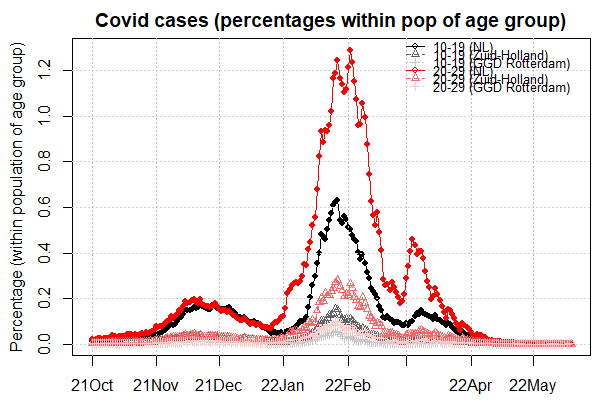 Covid cases (percentages within pop of age group)
Percentage (within population of age group)
1.2
1.0
0.8
0.6
0.4
0.2
0.0
10-19 (NL)
10-19 (Zuid-Holland)
10-19 (GGD Rotterdam)
20-29 (NL)
20-29 (Zuid-Holland)
20-29 (GGD Rotterdam)
21Oct 21Nov 21Dec 22Jan 22Feb 22Apr 22May